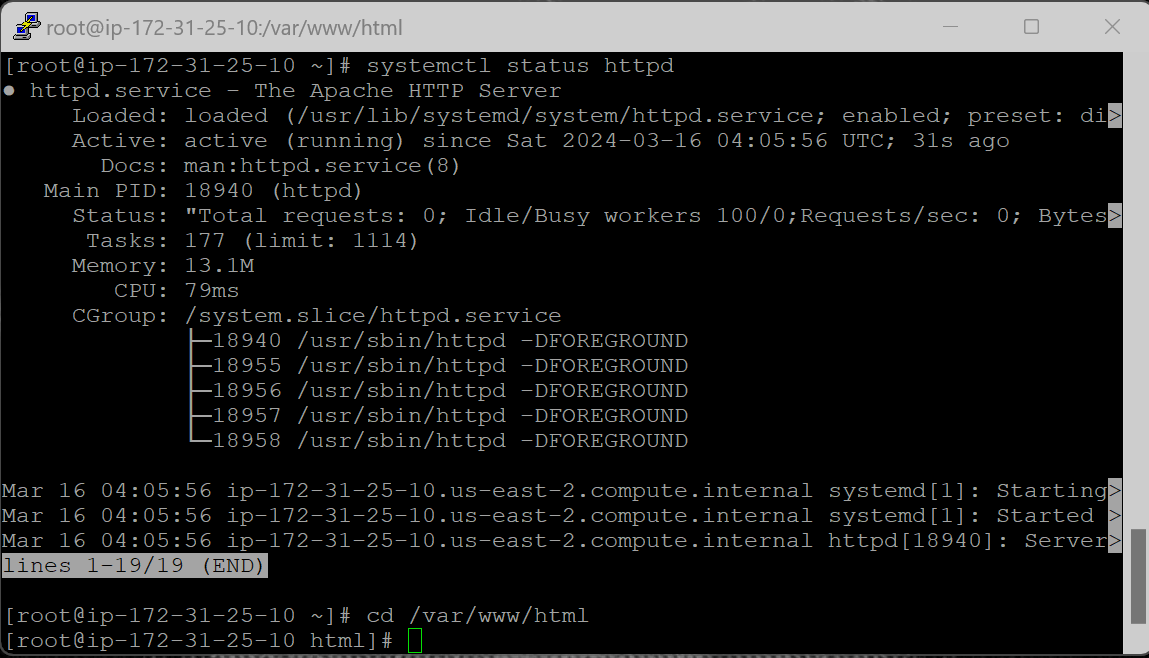 root@ip-172-31-25-10:/var/www/html
[root@ip-172-31-25-10 ~]# systemctl status httpd
● httpd.service - The Apache HTTP Server
     Loaded: loaded (/usr/lib/systemd/system/httpd.service; enabled; preset: di>
     Active: active (running) since Sat 2024-03-16 04:05:56 UTC; 31s ago
       Docs: man:httpd.service(8)
   Main PID: 18940 (httpd)
     Status: "Total requests: 0; Idle/Busy workers 100/0;Requests/sec: 0; Bytes>
      Tasks: 177 (limit: 1114)
     Memory: 13.1M
        CPU: 79ms
     CGroup: /system.slice/httpd.service
             ├─18940 /usr/sbin/httpd -DFOREGROUND
             ├─18955 /usr/sbin/httpd -DFOREGROUND
             ├─18956 /usr/sbin/httpd -DFOREGROUND
             ├─18957 /usr/sbin/httpd -DFOREGROUND
             └─18958 /usr/sbin/httpd -DFOREGROUND
Mar 16 04:05:56 ip-172-31-25-10.us-east-2.compute.internal systemd[1]: Starting>
Mar 16 04:05:56 ip-172-31-25-10.us-east-2.compute.internal systemd[1]: Started >
Mar 16 04:05:56 ip-172-31-25-10.us-east-2.compute.internal httpd[18940]: Server>
lines 1-19/19 (END)
[root@ip-172-31-25-10 ~]# cd /var/www/html
[root@ip-172-31-25-10 html]#